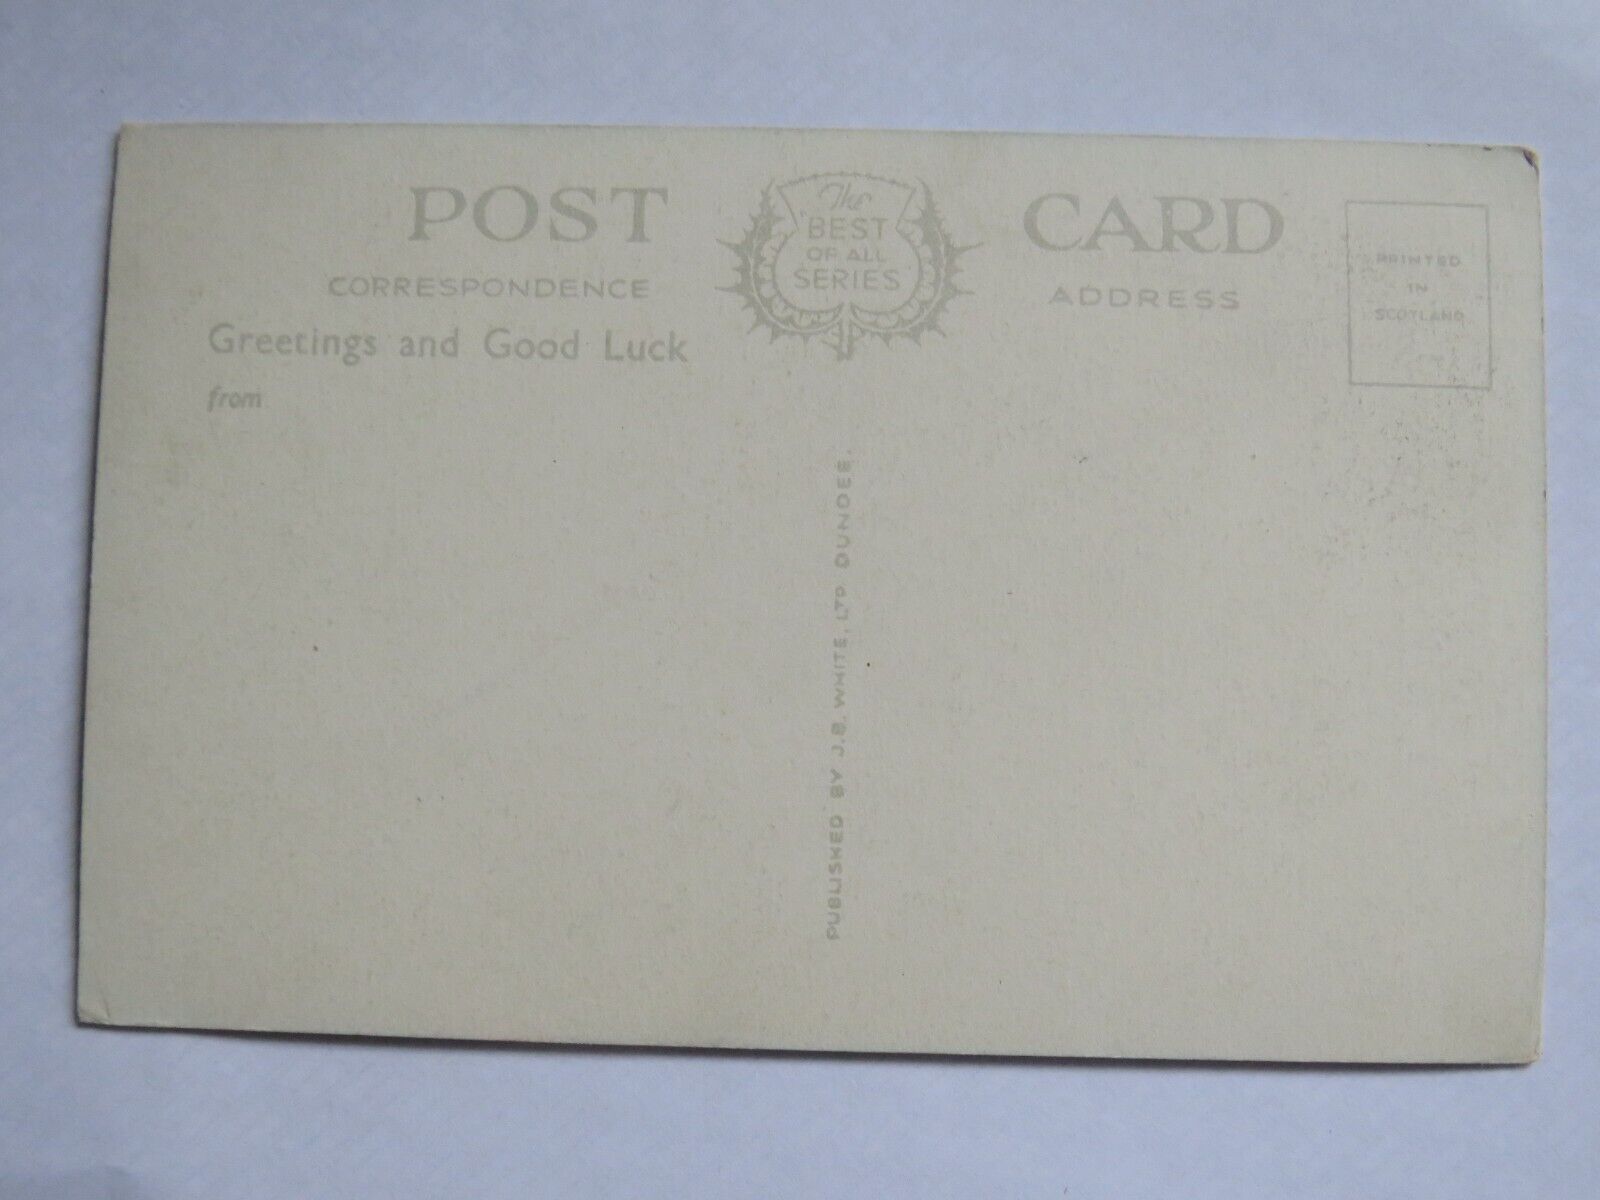 POST CARD
The
BEST
OF ALL
SERIES
CORRESPONDENCE
ADDRESS
Greetings and Good Luck
from
PRINTED
IN
SCOTLAND
PUBLISHED BY J.B. WHITE, LTD DUNDEE.